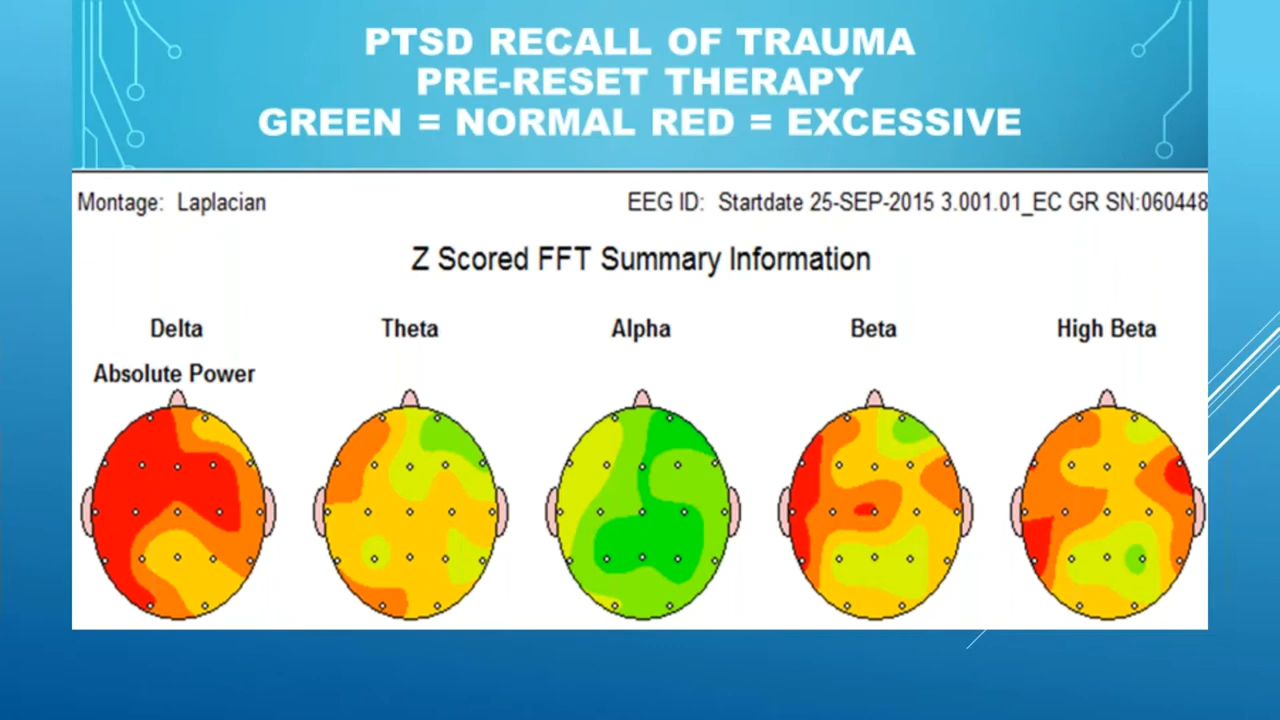 PTSD RECALL OF TRAUMA
PRE-RESET THERAPY
GREEN = NORMAL RED = EXCESSIVE
Montage: Laplacian
EEG ID: Startdate 25-SEP-2015 3.001.01_EC GR SN:060448
Z Scored FFT Summary Information
Delta Theta Alpha Beta High Beta
Absolute Power